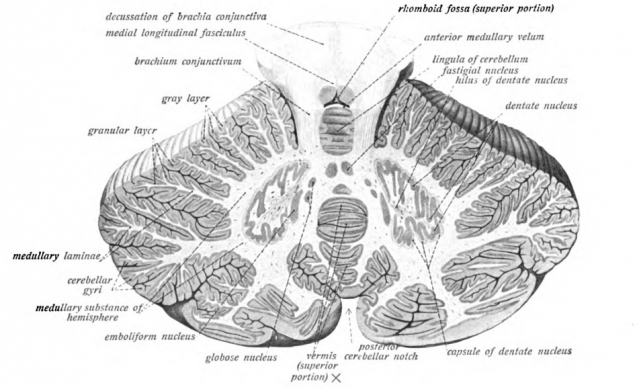 decussation of brachia conjunctiva
rhomboid fossa (superior portion)
medial longitudinal fasciculus
anterior medullary velum
brachium conjunctivum
lingula of cerebellum
fastigial nucleus
hilus of dentate nucleus
gray layer
dentate nucleus
granular layer
medullary laminae
cerebellar
gyri
medullary substance of
hemisphere
emboliform nucleus
globose nucleus
vermis
(superior
portion) X
posterior
cerebellar notch
capsule of dentate nucleus